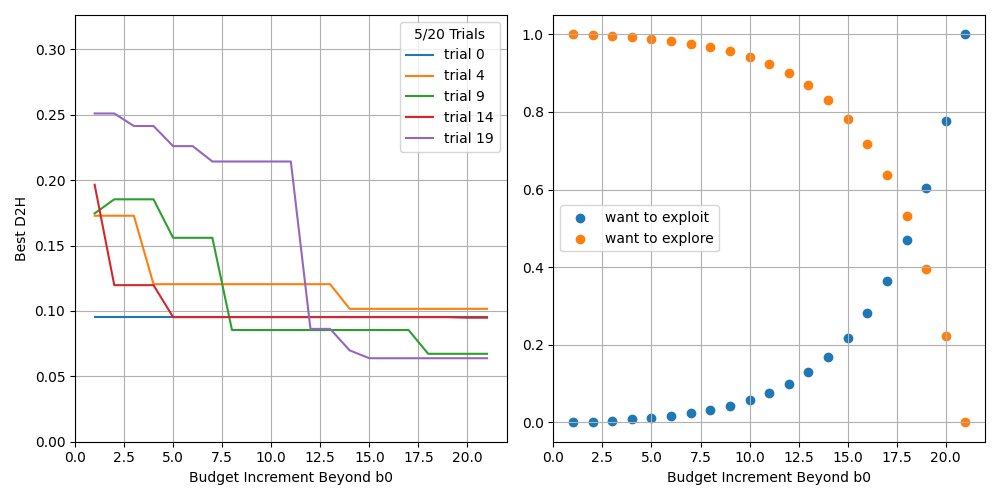 5/20 Trials
trial 0
trial 4
trial 9
trial 14
trial 19
Best D2H
0.30
0.25
0.20
0.15
0.10
0.05
0.00
0.0 2.5 5.0 7.5 10.0 12.5 15.0 17.5 20.0
Budget Increment Beyond b0
1.0
0.8
0.6
0.4
0.2
0.0
want to exploit
want to explore
0.0 2.5 5.0 7.5 10.0 12.5 15.0 17.5 20.0
Budget Increment Beyond b0